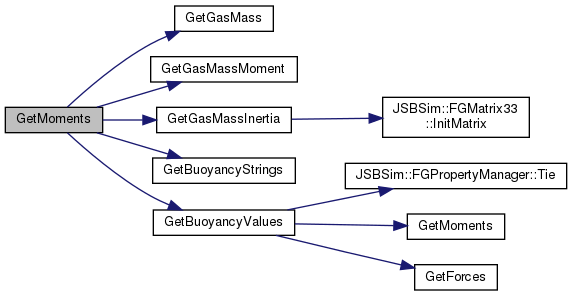 GetMoments
GetGasMass
GetGasMassMoment
GetGasMassInertia
GetBuoyancyStrings
GetBuoyancyValues
JSBSim::FGMatrix33
::InitMatrix
JSBSim::FGPropertyManager::Tie
GetMoments
GetForces